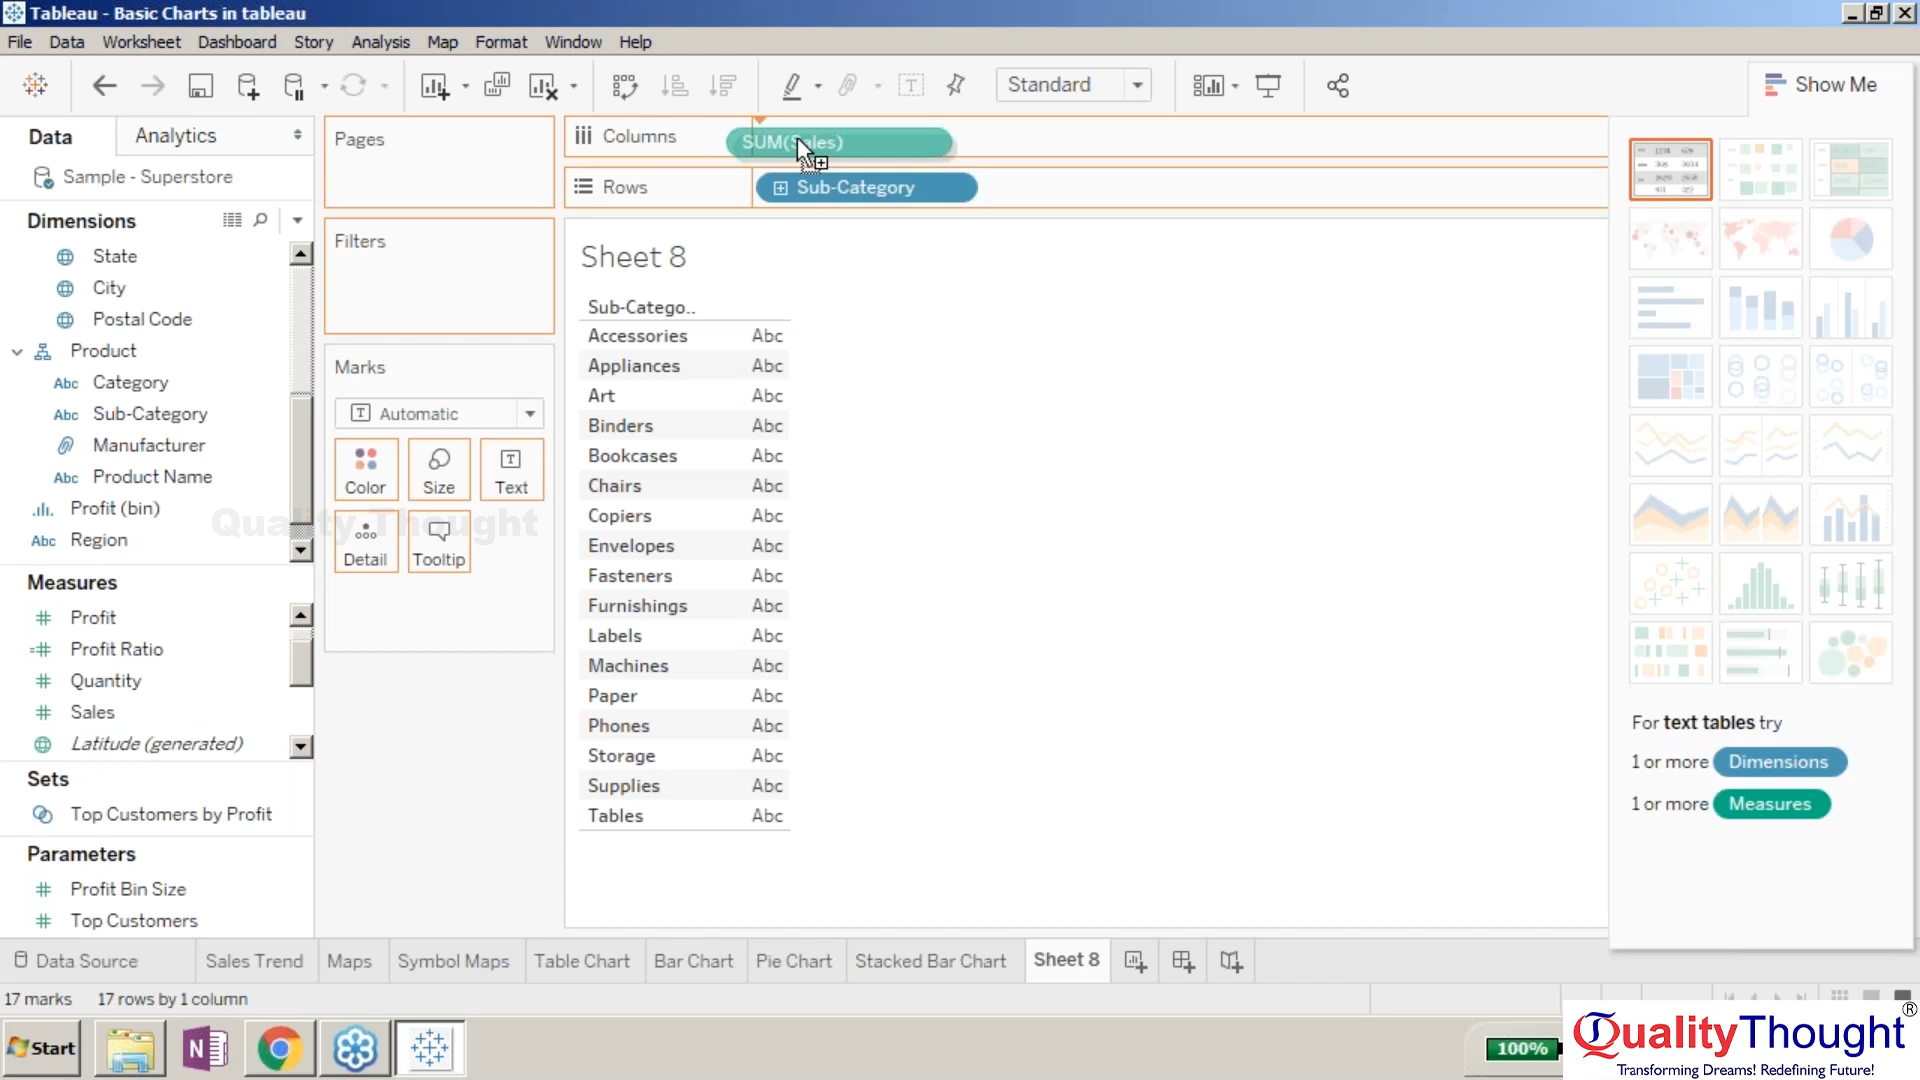 Tableau - Basic Charts in tableau
File Data Worksheet Dashboard Story Analysis Map Format Window Help
Standard
Show Me
Data
Analytics
Sample - Superstore
Dimensions
State
City
Postal Code
Product
Abc Category
Abc Sub-Category
Manufacturer
Abc Product Name
Profit (bin)
Abc Region
Measures
Profit
Profit Ratio
Quantity
Sales
Latitude (generated)
Sets
Top Customers by Profit
Parameters
Profit Bin Size
Top Customers
Pages
Filters
Marks
Automatic
Color Size Text
Detail Tooltip
Quality Thought
Columns
SUM(Sales)
Rows
Sub-Category
Sheet 8
Sub-Catego..
Accessories Abc
Appliances Abc
Art Abc
Binders Abc
Bookcases Abc
Chairs Abc
Copiers Abc
Envelopes Abc
Fasteners Abc
Furnishings Abc
Labels Abc
Machines Abc
Paper Abc
Phones Abc
Storage Abc
Supplies Abc
Tables Abc
For text tables try
1 or more Dimensions
1 or more Measures
Data Source Sales Trend Maps Symbol Maps Table Chart Bar Chart Pie Chart Stacked Bar Chart Sheet 8
17 marks 17 rows by 1 column
Start
100%
QualityThought®
Transforming Dreams! Redefining Future!